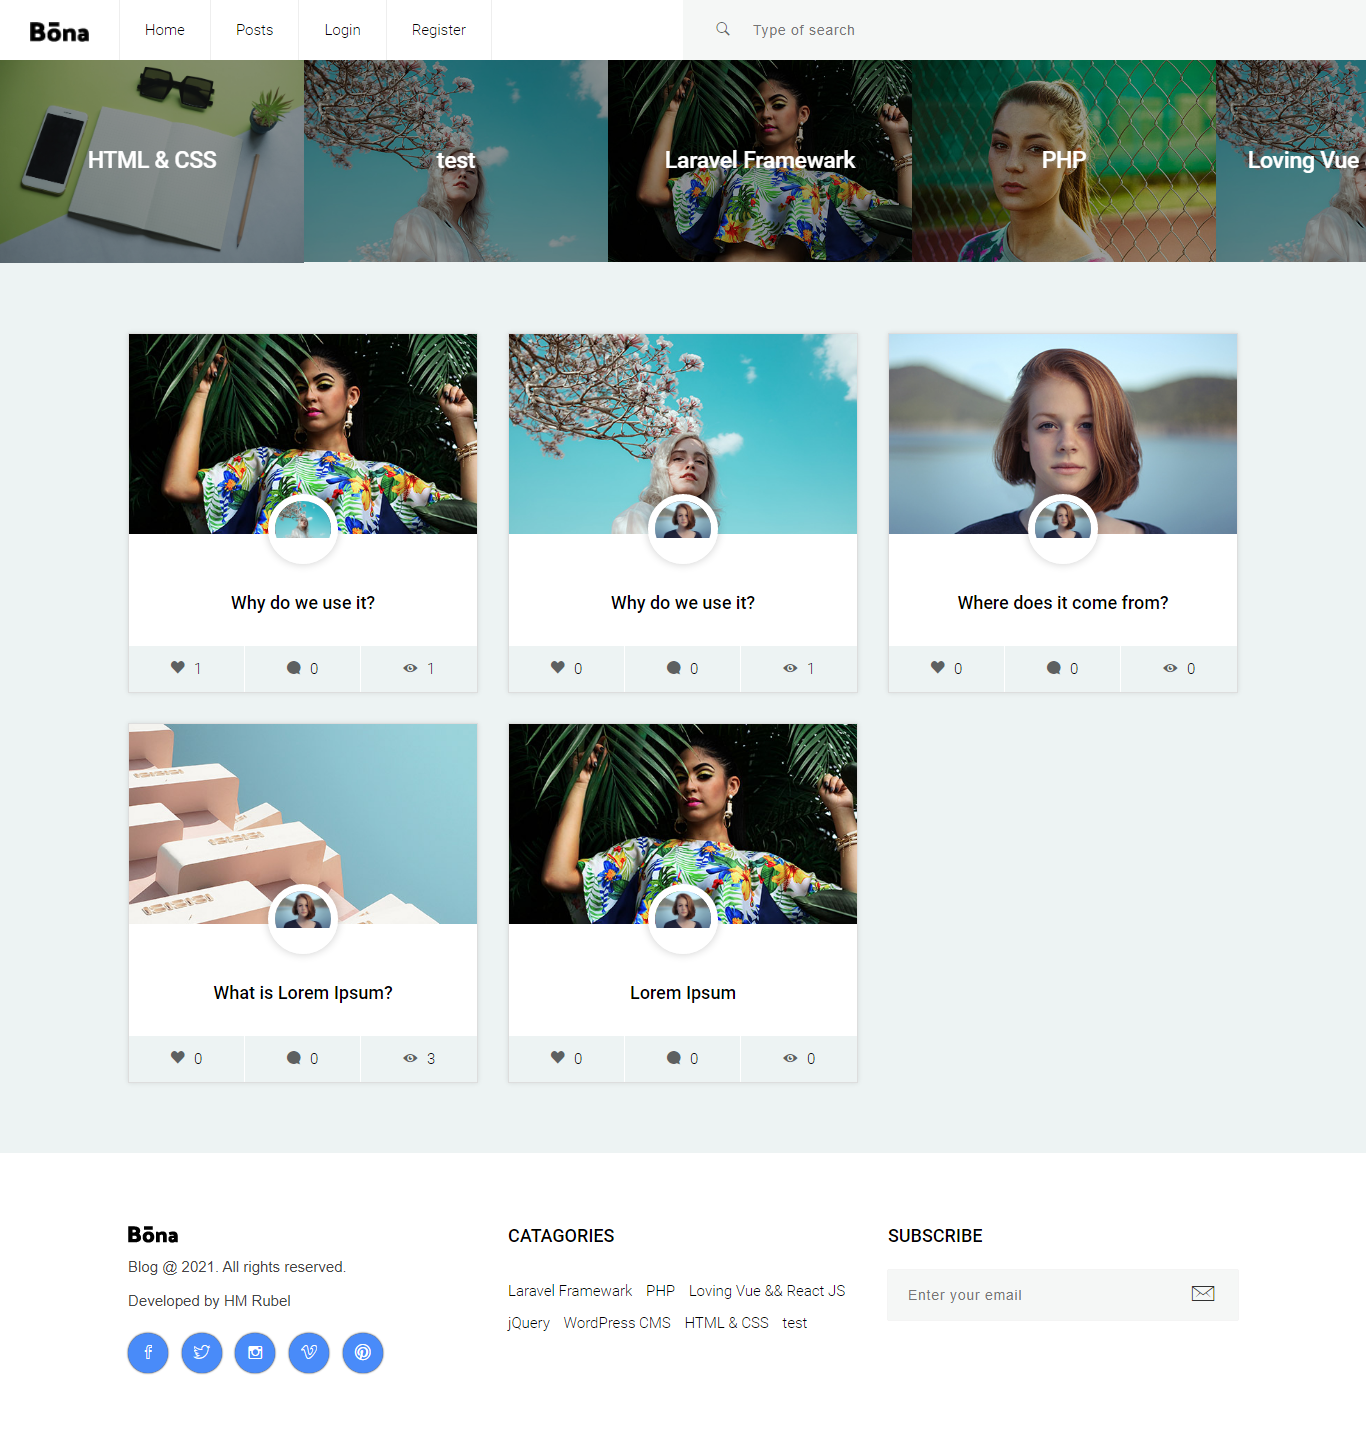 Bōna
Home
Posts
Login
Register
Type of search
HTML & CSS
test
Laravel Framewark
PHP
Loving Vue
Why do we use it?
1
0
1
Why do we use it?
0
0
1
Where does it come from?
0
0
0
What is Lorem Ipsum?
0
0
3
Lorem Ipsum
0
0
0
Bōna
Blog @ 2021. All rights reserved.
Developed by HM Rubel
CATAGORIES
Laravel Framewark PHP Loving Vue && React JS
jQuery WordPress CMS HTML & CSS test
SUBSCRIBE
Enter your email